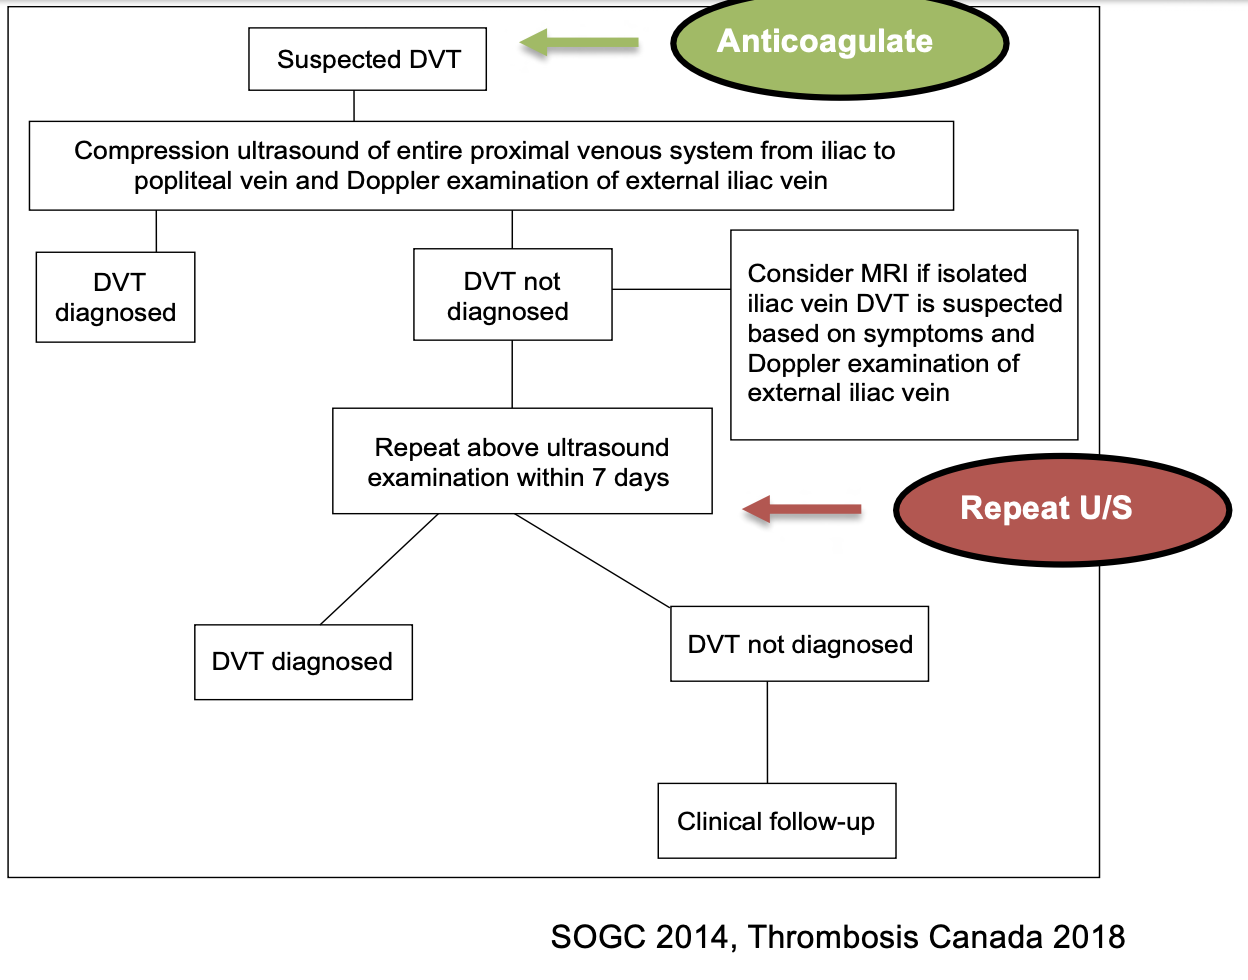 Anticoagulate
Suspected DVT
Compression ultrasound of entire proximal venous system from iliac to
popliteal vein and Doppler examination of external iliac vein
DVT
diagnosed
DVT not
diagnosed
Consider MRI if isolated
iliac vein DVT is suspected
based on symptoms and
Doppler examination of
external iliac vein
Repeat above ultrasound
examination within 7 days
Repeat U/S
DVT diagnosed
DVT not diagnosed
Clinical follow-up
SOGC 2014, Thrombosis Canada 2018